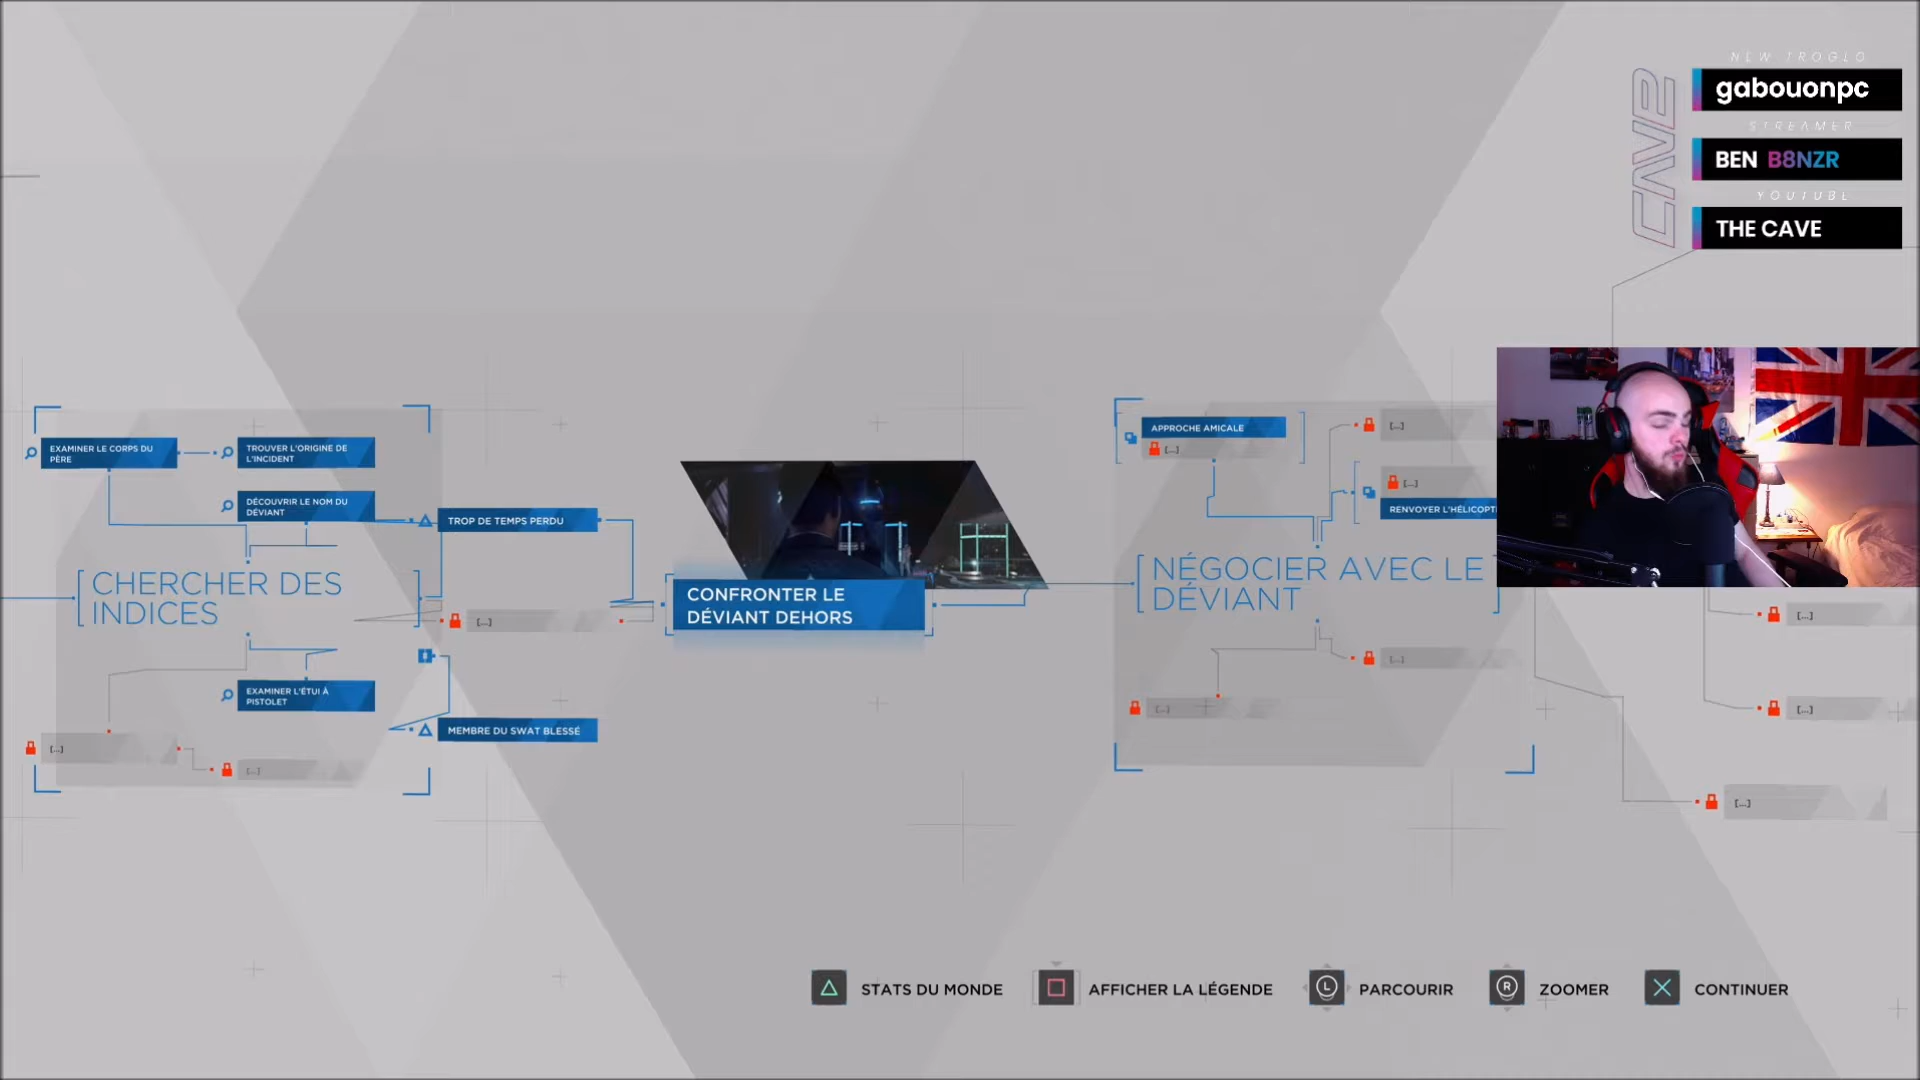 NEW TROGLO
gabouonpc
STREAMER
BEN B8NZR
YOUTUBE
THE CAVE
CAVE
EXAMINER LE CORPS DU
PÈRE
TROUVER L'ORIGINE DE
L'INCIDENT
DÉCOUVRIR LE NOM DU
DÉVIANT
TROP DE TEMPS PERDU
CHERCHER DES
INDICES
[...]
EXAMINER L'ÉTUI À
PISTOLET
MEMBRE DU SWAT BLESSÉ
[...]
[...]
CONFRONTER LE
DÉVIANT DEHORS
APPROCHE AMICALE
[...]
[...]
[...]
RENVOYER L'HÉLICOPT
NÉGOCIER AVEC LE
DÉVIANT
[...]
[...]
[...]
[...]
[...]
STATS DU MONDE
AFFICHER LA LÉGENDE
L
PARCOURIR
R
ZOOMER
CONTINUER